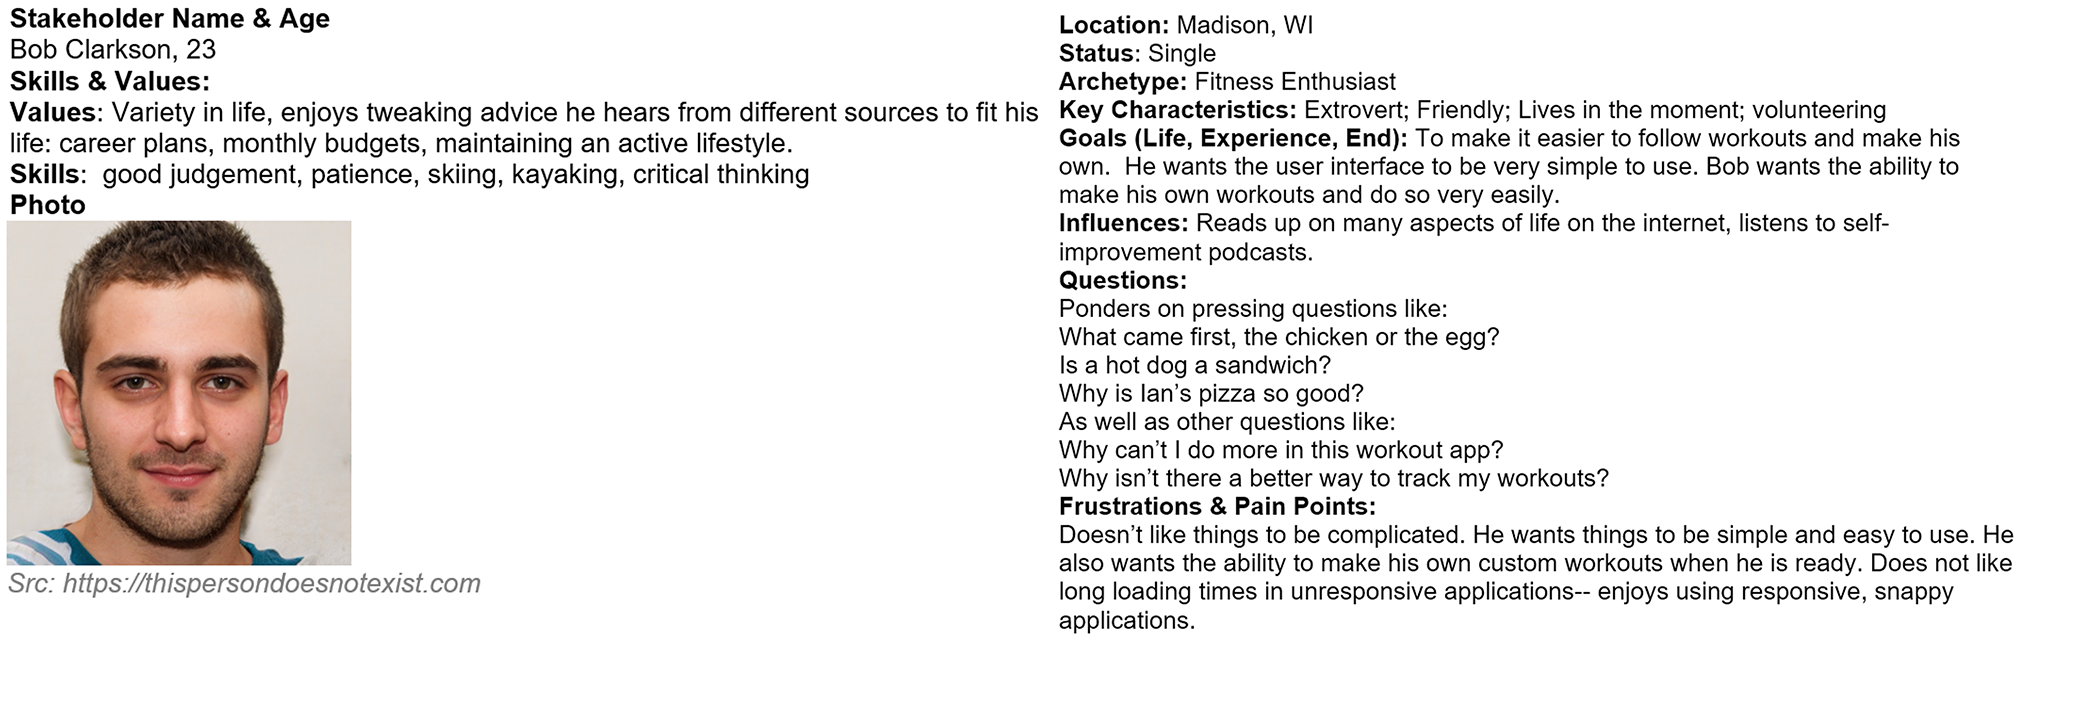 Stakeholder Name & Age
Bob Clarkson, 23
Skills & Values:
Values: Variety in life, enjoys tweaking advice he hears from different sources to fit his
life: career plans, monthly budgets, maintaining an active lifestyle.
Skills:  good judgement, patience, skiing, kayaking, critical thinking
Photo
Src: https://thispersondoesnotexist.com
Location: Madison, WI
Status: Single
Archetype: Fitness Enthusiast
Key Characteristics: Extrovert; Friendly; Lives in the moment; volunteering
Goals (Life, Experience, End): To make it easier to follow workouts and make his
own.  He wants the user interface to be very simple to use. Bob wants the ability to
make his own workouts and do so very easily.
Influences: Reads up on many aspects of life on the internet, listens to self-
improvement podcasts.
Questions:
Ponders on pressing questions like:
What came first, the chicken or the egg?
Is a hot dog a sandwich?
Why is Ian’s pizza so good?
As well as other questions like:
Why can’t I do more in this workout app?
Why isn’t there a better way to track my workouts?
Frustrations & Pain Points:
Doesn’t like things to be complicated. He wants things to be simple and easy to use. He
also wants the ability to make his own custom workouts when he is ready. Does not like
long loading times in unresponsive applications-- enjoys using responsive, snappy
applications.